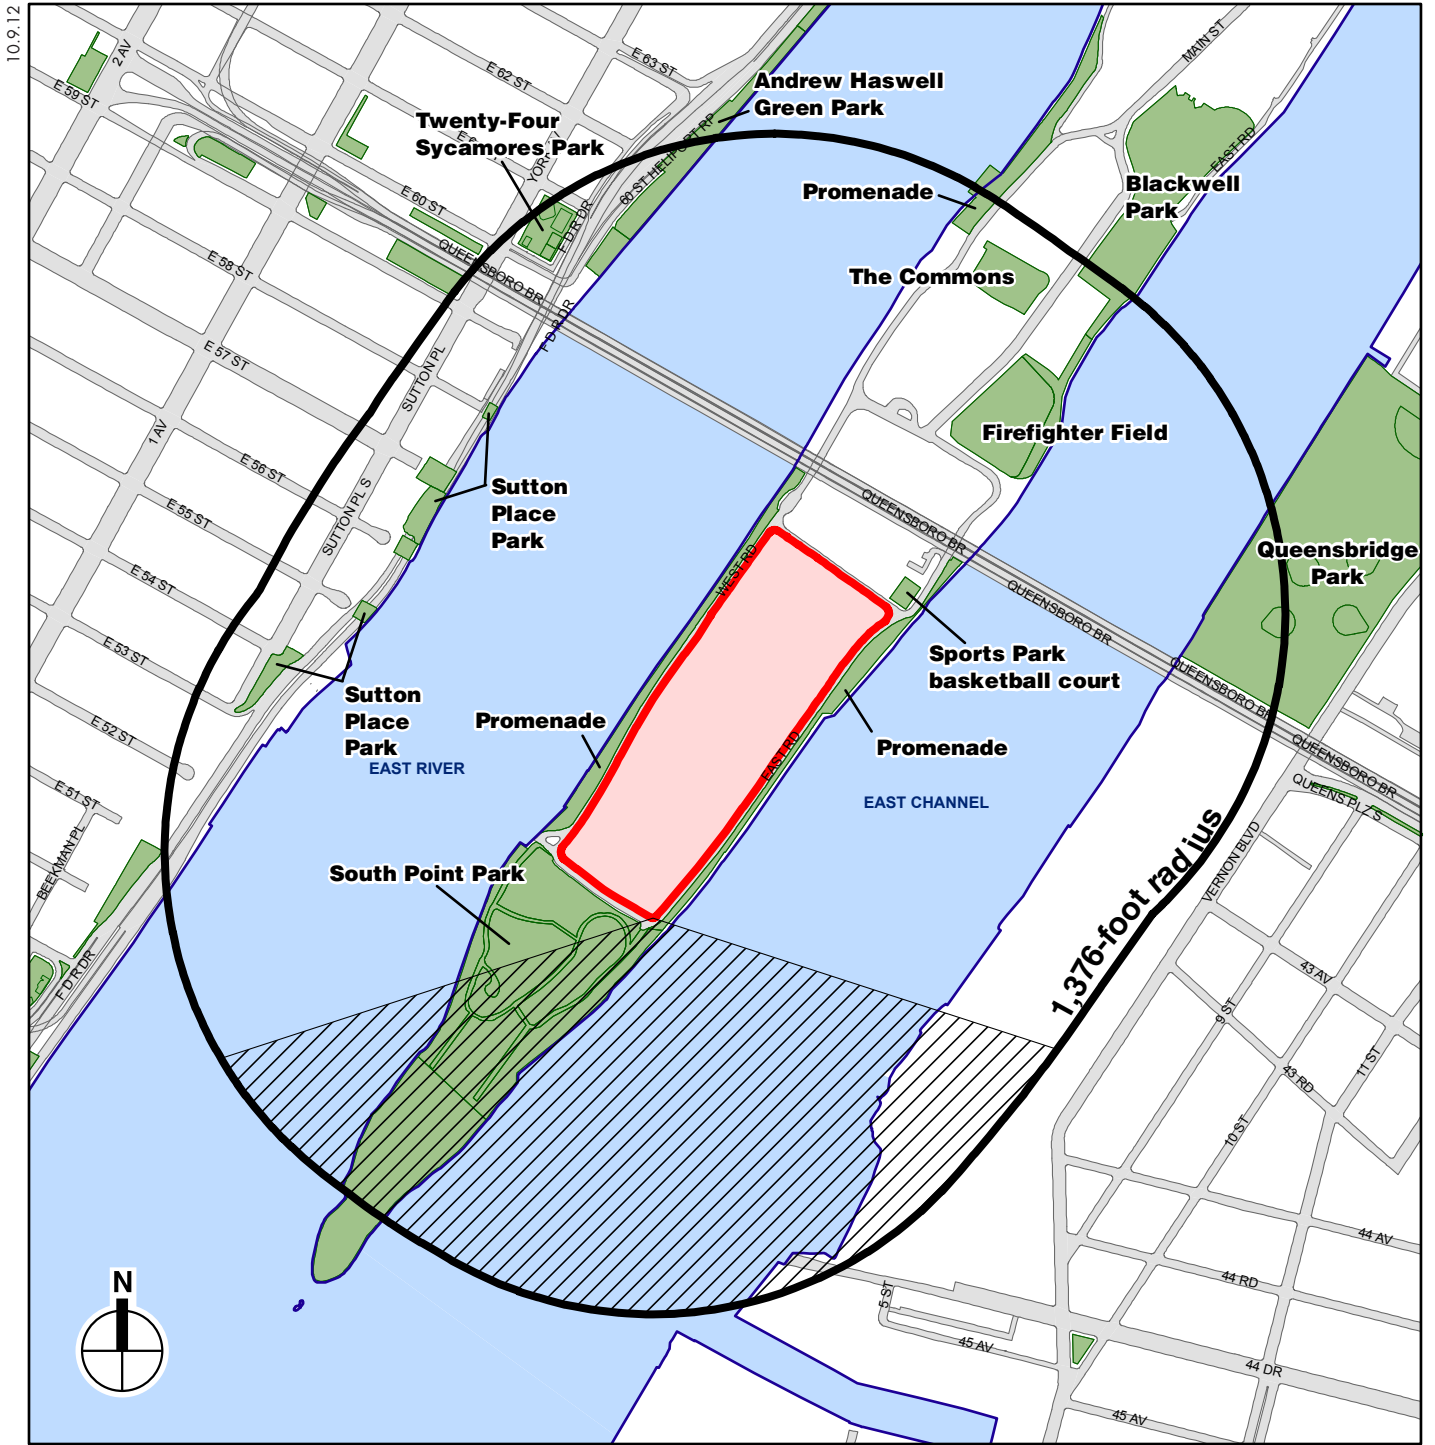 10.9.12
2 AV
E 59 ST
E 62 ST
E 63 ST
MAIN ST
Andrew Haswell
Green Park
Twenty-Four
Sycamores Park
YORK
60 ST HELIPORT RP
EAST RD
Blackwell
Park
Promenade
E 60 ST
F D R DR
QUEENSBORO BR
E 58 ST
The Commons
F D R DR
E 57 ST
SUTTON PL
1 AV
Firefighter Field
E 56 ST
Sutton
Place
Park
E 55 ST
SUTTON PL S
QUEENSBORO BR
Queensbridge
Park
WEST RD
E 54 ST
QUEENSBORO BR
E 53 ST
Sports Park
basketball court
QUEENSBORO BR
Sutton
Place
Park
E 52 ST
Promenade
Promenade
EAST RD
QUEENSBORO BR
EAST RIVER
E 51 ST
QUEENS PLZ S
EAST CHANNEL
BEEKMAN PL
VERNON BLVD
1,376-foot radius
South Point Park
F D R DR
43 AV
9 ST
11 ST
43 RD
10 ST
44 AV
44 RD
N
5 ST
45 AV
44 DR
45 AV